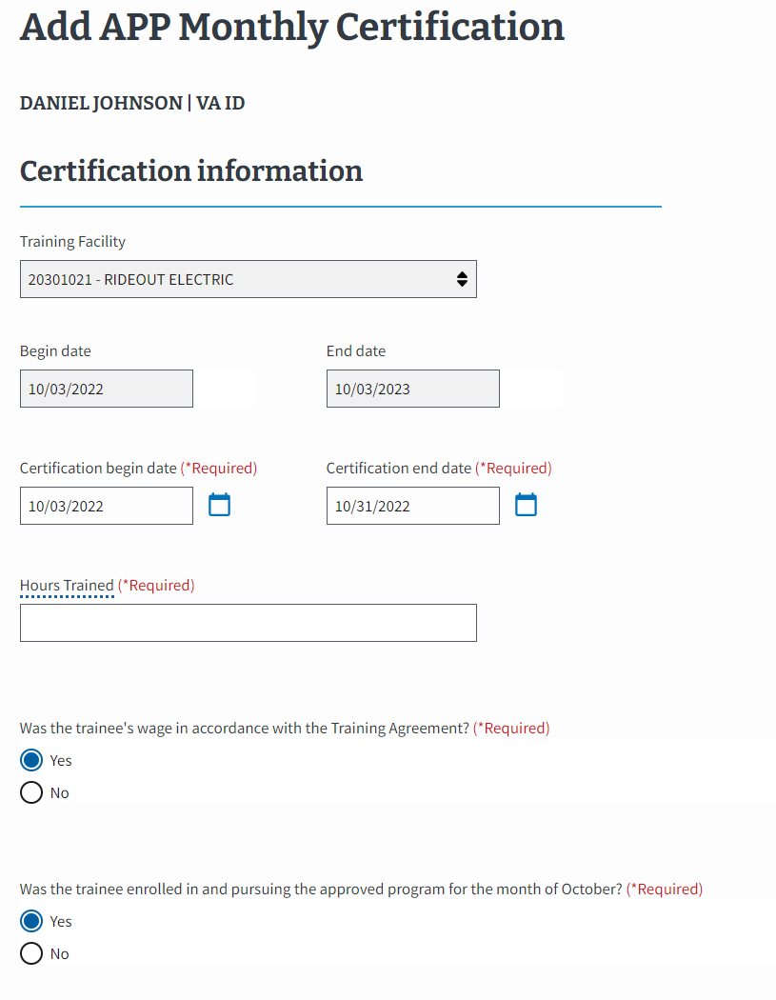 Add APP Monthly Certification
DANIEL JOHNSON | VA ID
Certification information
Training Facility
20301021 - RIDEOUT ELECTRIC
Begin date
End date
10/03/2022
10/03/2023
Certification begin date (*Required)
Certification end date (*Required)
10/03/2022
10/31/2022
Hours Trained (*Required)
Was the trainee's wage in accordance with the Training Agreement? (*Required)
Yes
No
Was the trainee enrolled in and pursuing the approved program for the month of October? (*Required)
Yes
No